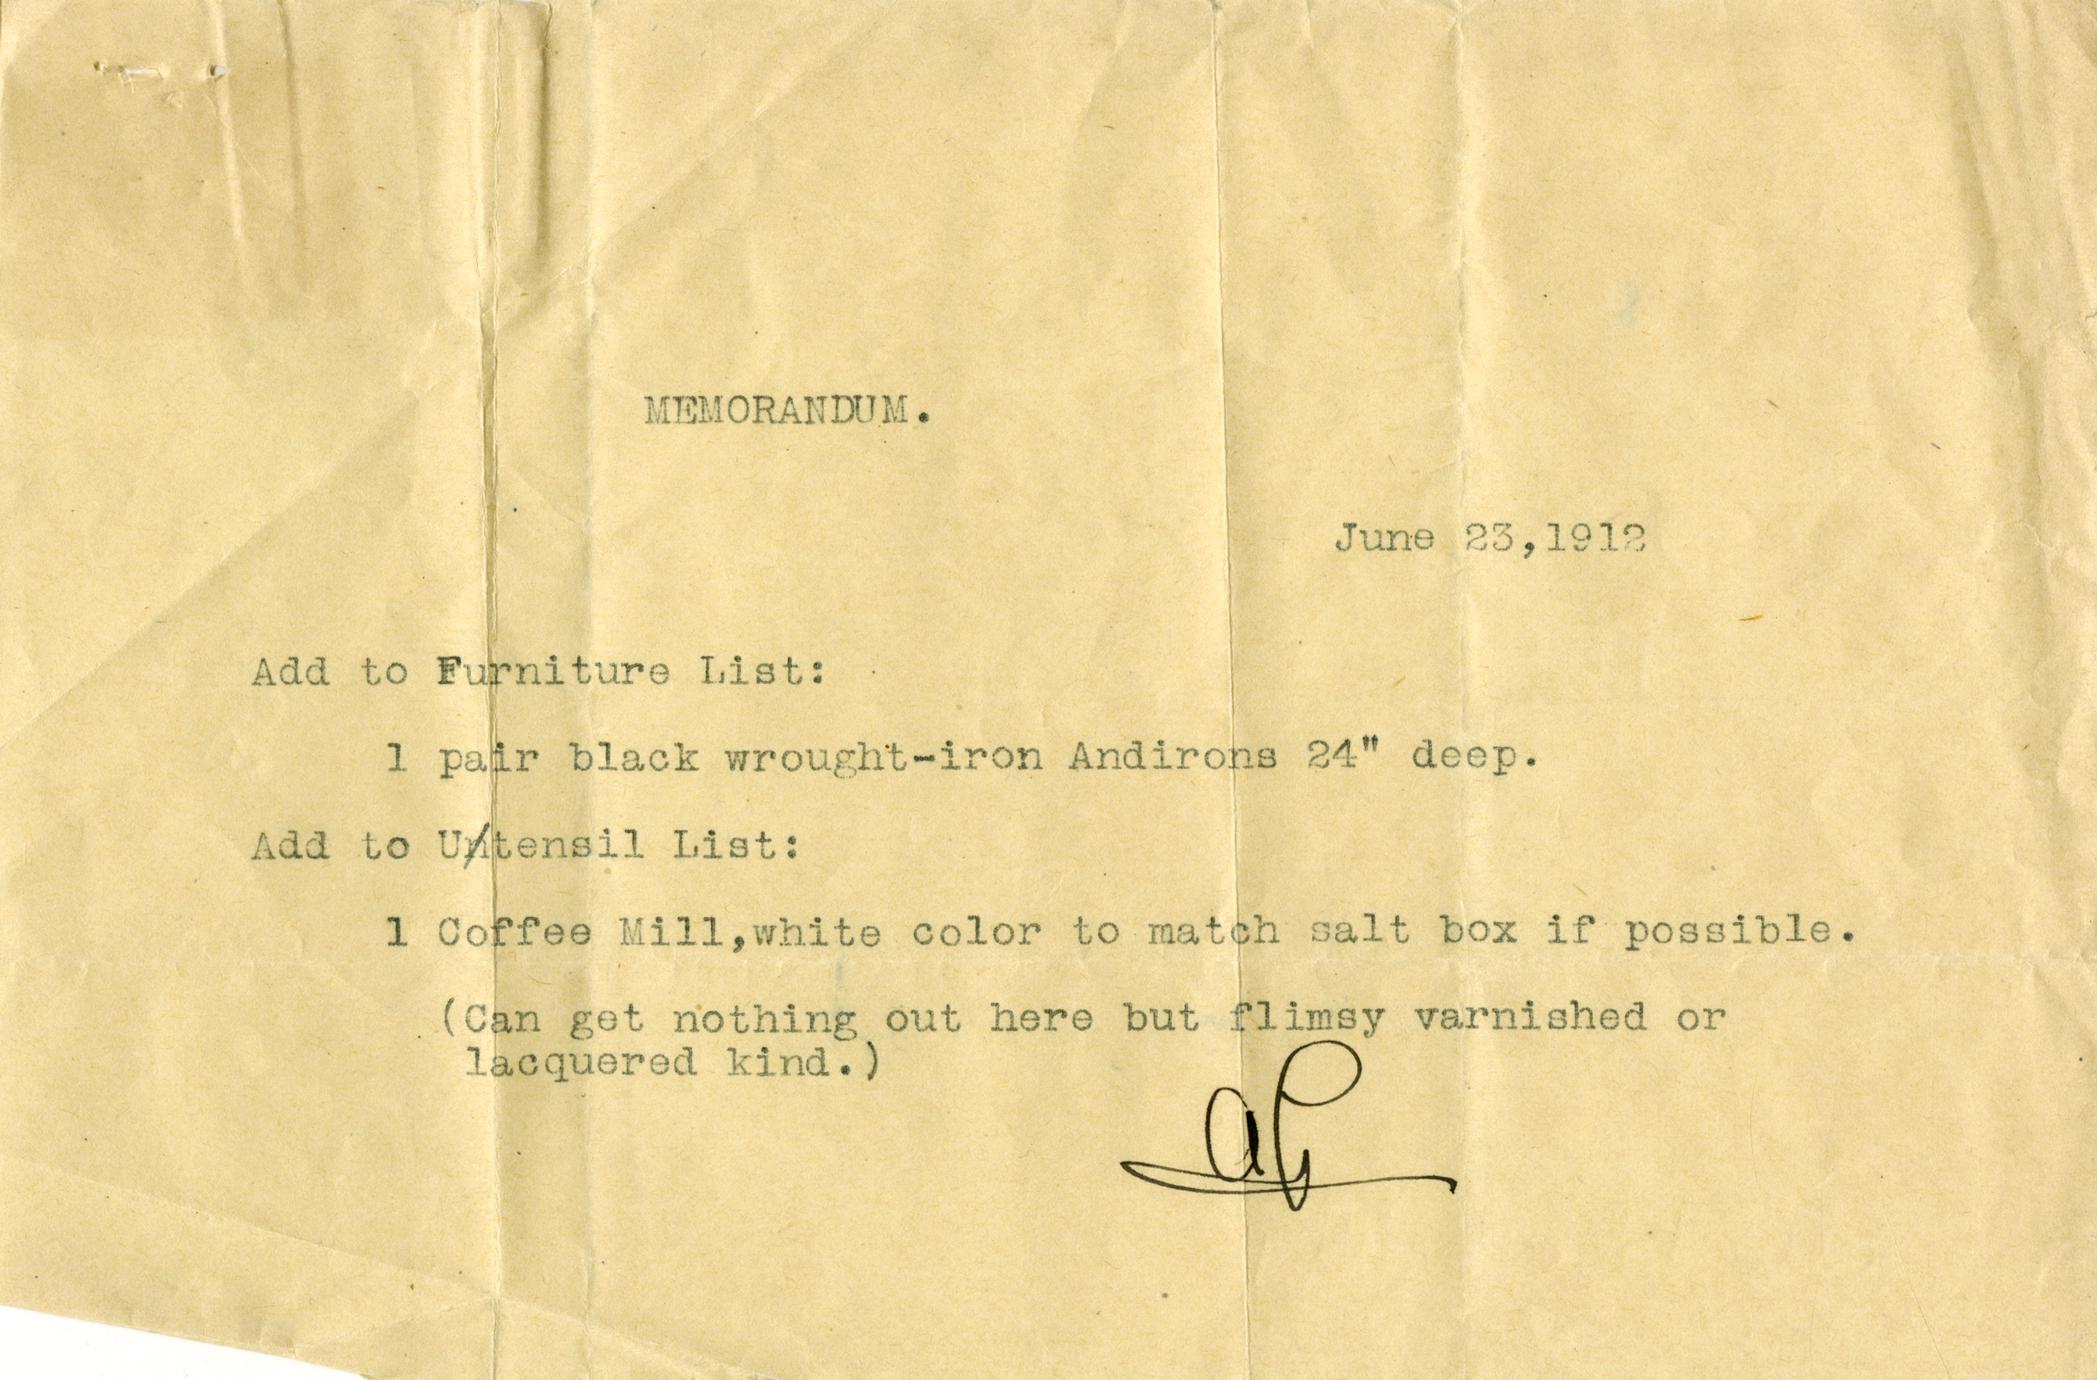 MEMORANDUM.
June 23,1912
Add to Furniture List:
1 pair black wrought-iron Andirons 24" deep.
Add to Utensil List:
1 Coffee Mill,white color to match salt box if possible.
(Can get nothing out here but flimsy varnished or
lacquered kind.)